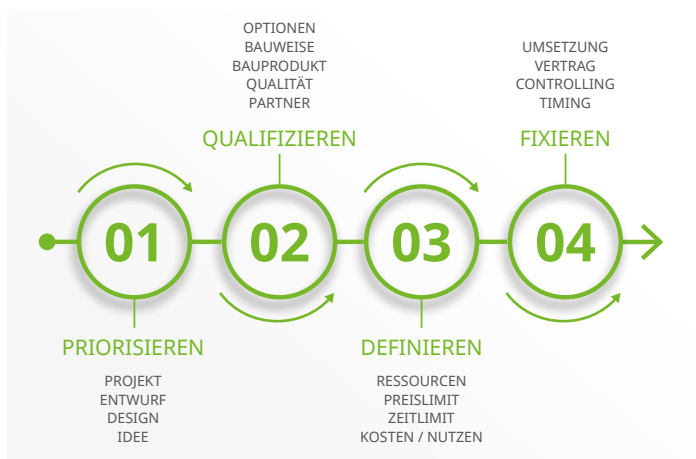 01
PRIORISIEREN
PROJEKT
ENTWURF
DESIGN
IDEE
OPTIONEN
BAUWEISE
BAUPRODUKT
QUALITÄT
PARTNER
QUALIFIZIEREN
02
03
DEFINIEREN
RESSOURCEN
PREISLIMIT
ZEITLIMIT
KOSTEN / NUTZEN
UMSETZUNG
VERTRAG
CONTROLLING
TIMING
FIXIEREN
04